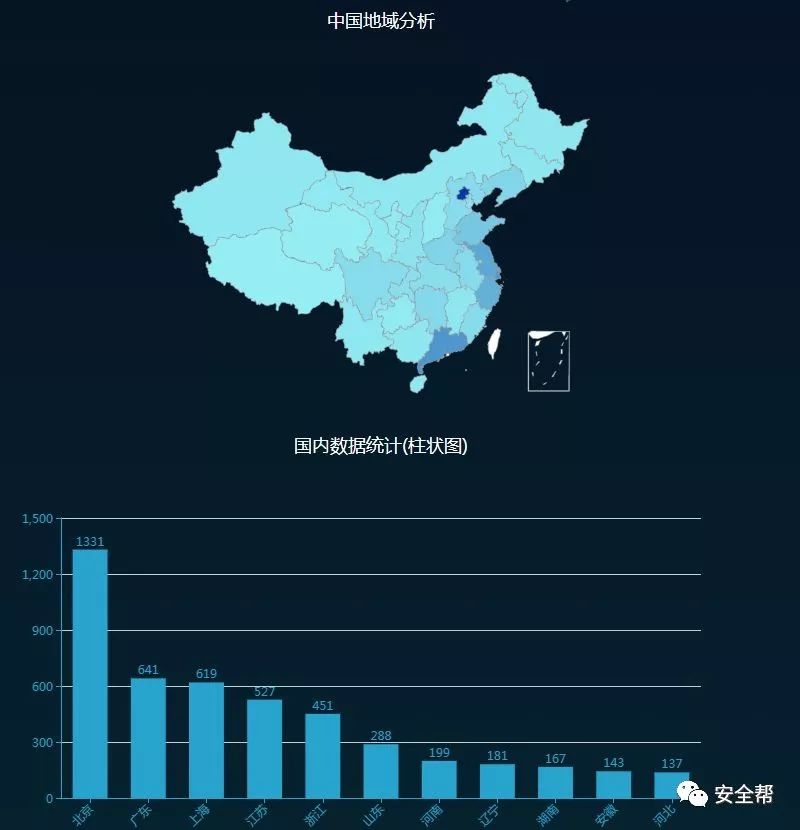 中国地域分析
国内数据统计(柱状图)
1,500
1,200
900
600
300
0
1331
641
619
527
451
288
199
181
167
143
137
北京
广东
上海
江苏
浙江
山东
河南
辽宁
湖南
安徽
河北
安全帮